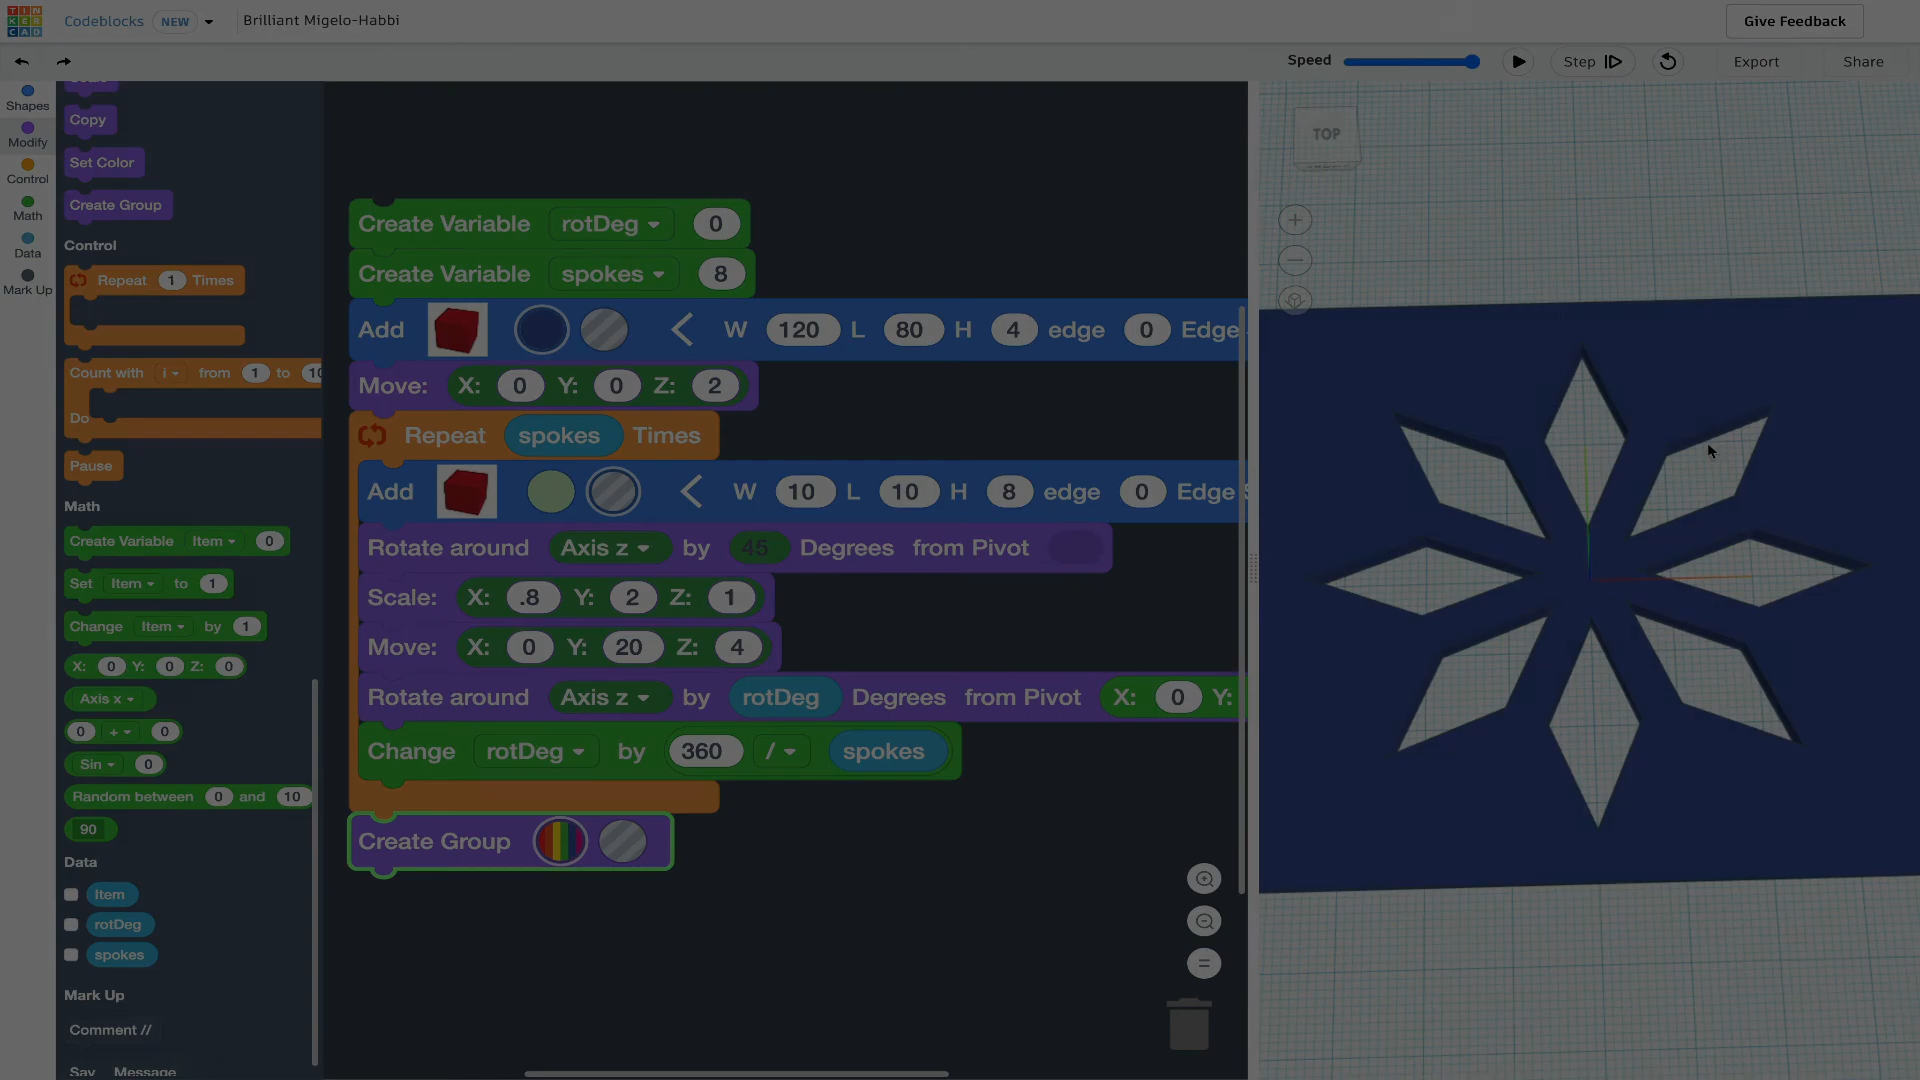 TIN
KER
CAD
Codeblocks NEW
Brilliant Migelo-Habbi
Give Feedback
Speed
Step
Export
Share
Shapes
Modify
Control
Math
Data
Mark Up
Copy
Set Color
Create Group
Control
Repeat 1 Times
Count with i from 1 to 10
Do
Pause
Math
Create Variable Item 0
Set Item to 1
Change Item by 1
X: 0 Y: 0 Z: 0
Axis x
0 + 0
Sin 0
Random between 0 and 10
90
Data
Item
rotDeg
spokes
Mark Up
Comment //
Say Message
Create Variable rotDeg 0
Create Variable spokes 8
Add W 120 L 80 H 4 edge 0 Edge
Move: X: 0 Y: 0 Z: 2
Repeat spokes Times
Add W 10 L 10 H 8 edge 0 Edge S
Rotate around Axis z by 45 Degrees from Pivot
Scale: X: .8 Y: 2 Z: 1
Move: X: 0 Y: 20 Z: 4
Rotate around Axis z by rotDeg Degrees from Pivot X: 0 Y:
Change rotDeg by 360 / spokes
Create Group
TOP